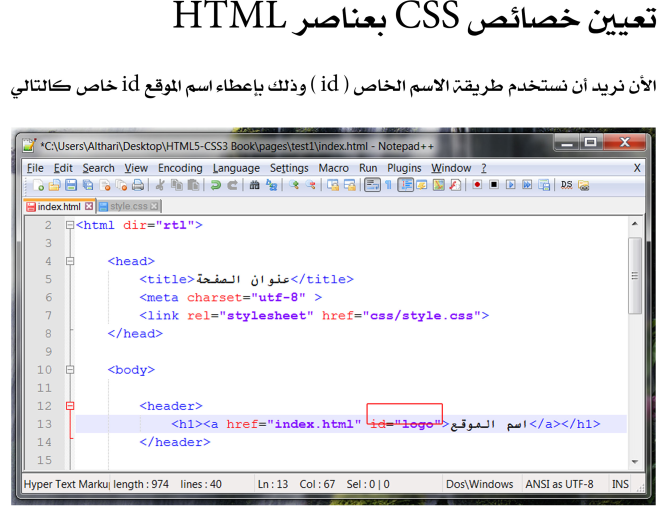 تعيين خصائص CSS بعناصر HTML
الأن نريد أن نستخدم طريقة الاسم الخاص ( id ) وذلك بإعطاء اسم الموقع id خاص كالتالي
*C:\Users\Althari\Desktop\HTML5-CSS3 Book\pages\test1\index.html - Notepad++
File Edit Search View Encoding Language Settings Macro Run Plugins Window ? X
index.html style.css
2 <html dir="rtl">
3
4 <head>
5 <title>عنوان الصفحة</title>
6 <meta charset="utf-8" >
7 <link rel="stylesheet" href="css/style.css">
8 </head>
9
10 <body>
11
12 <header>
13 <h1><a href="index.html" id="logo">اسم الموقع</a></h1>
14 </header>
15
Hyper Text Marku length : 974 lines : 40 Ln : 13 Col : 67 Sel : 0 | 0 Dos\Windows ANSI as UTF-8 INS